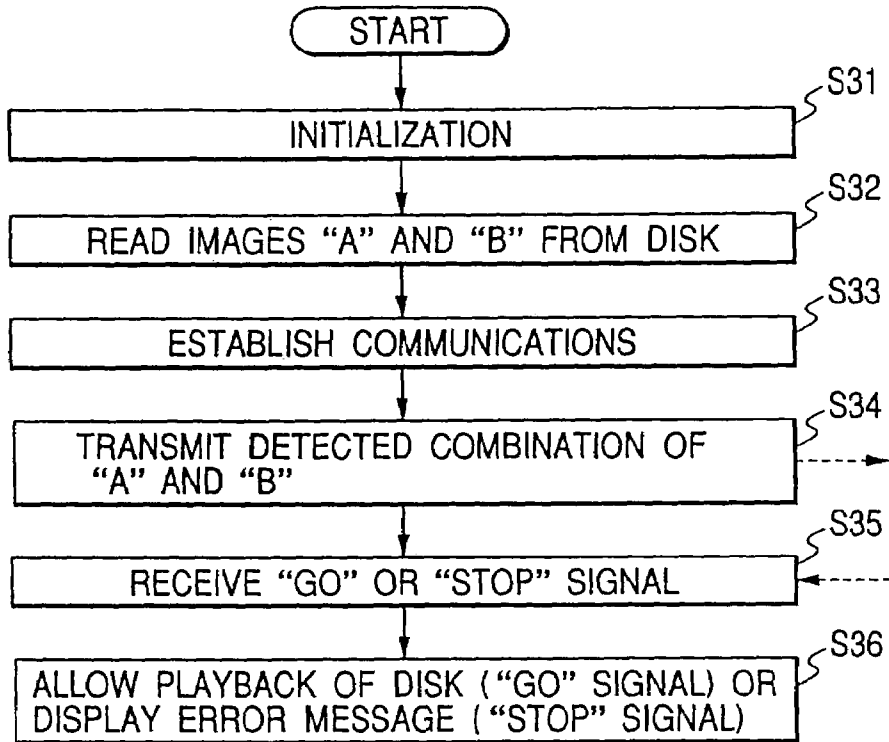 START
S31
INITIALIZATION
S32
READ IMAGES “A” AND “B” FROM DISK
S33
ESTABLISH COMMUNICATIONS
S34
TRANSMIT DETECTED COMBINATION OF
“A” AND “B”
S35
RECEIVE “GO” OR “STOP” SIGNAL
S36
ALLOW PLAYBACK OF DISK (“GO” SIGNAL) OR
DISPLAY ERROR MESSAGE (“STOP” SIGNAL)